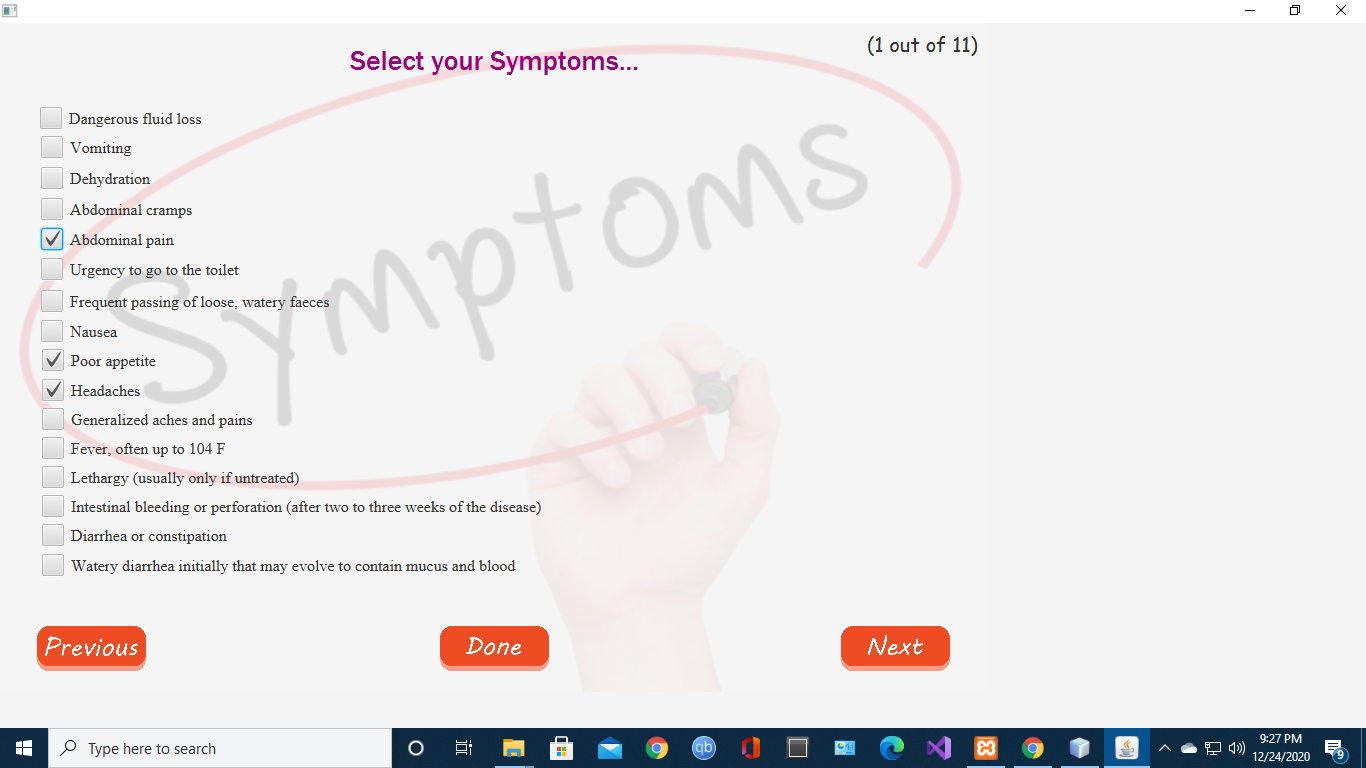 (1 out of 11)
Select your Symptoms...
Symptoms
Dangerous fluid loss
Vomiting
Dehydration
Abdominal cramps
Abdominal pain
Urgency to go to the toilet
Frequent passing of loose, watery faeces
Nausea
Poor appetite
Headaches
Generalized aches and pains
Fever, often up to 104 F
Lethargy (usually only if untreated)
Intestinal bleeding or perforation (after two to three weeks of the disease)
Diarrhea or constipation
Watery diarrhea initially that may evolve to contain mucus and blood
Previous
Done
Next
Type here to search
qb
9:27 PM
12/24/2020
9